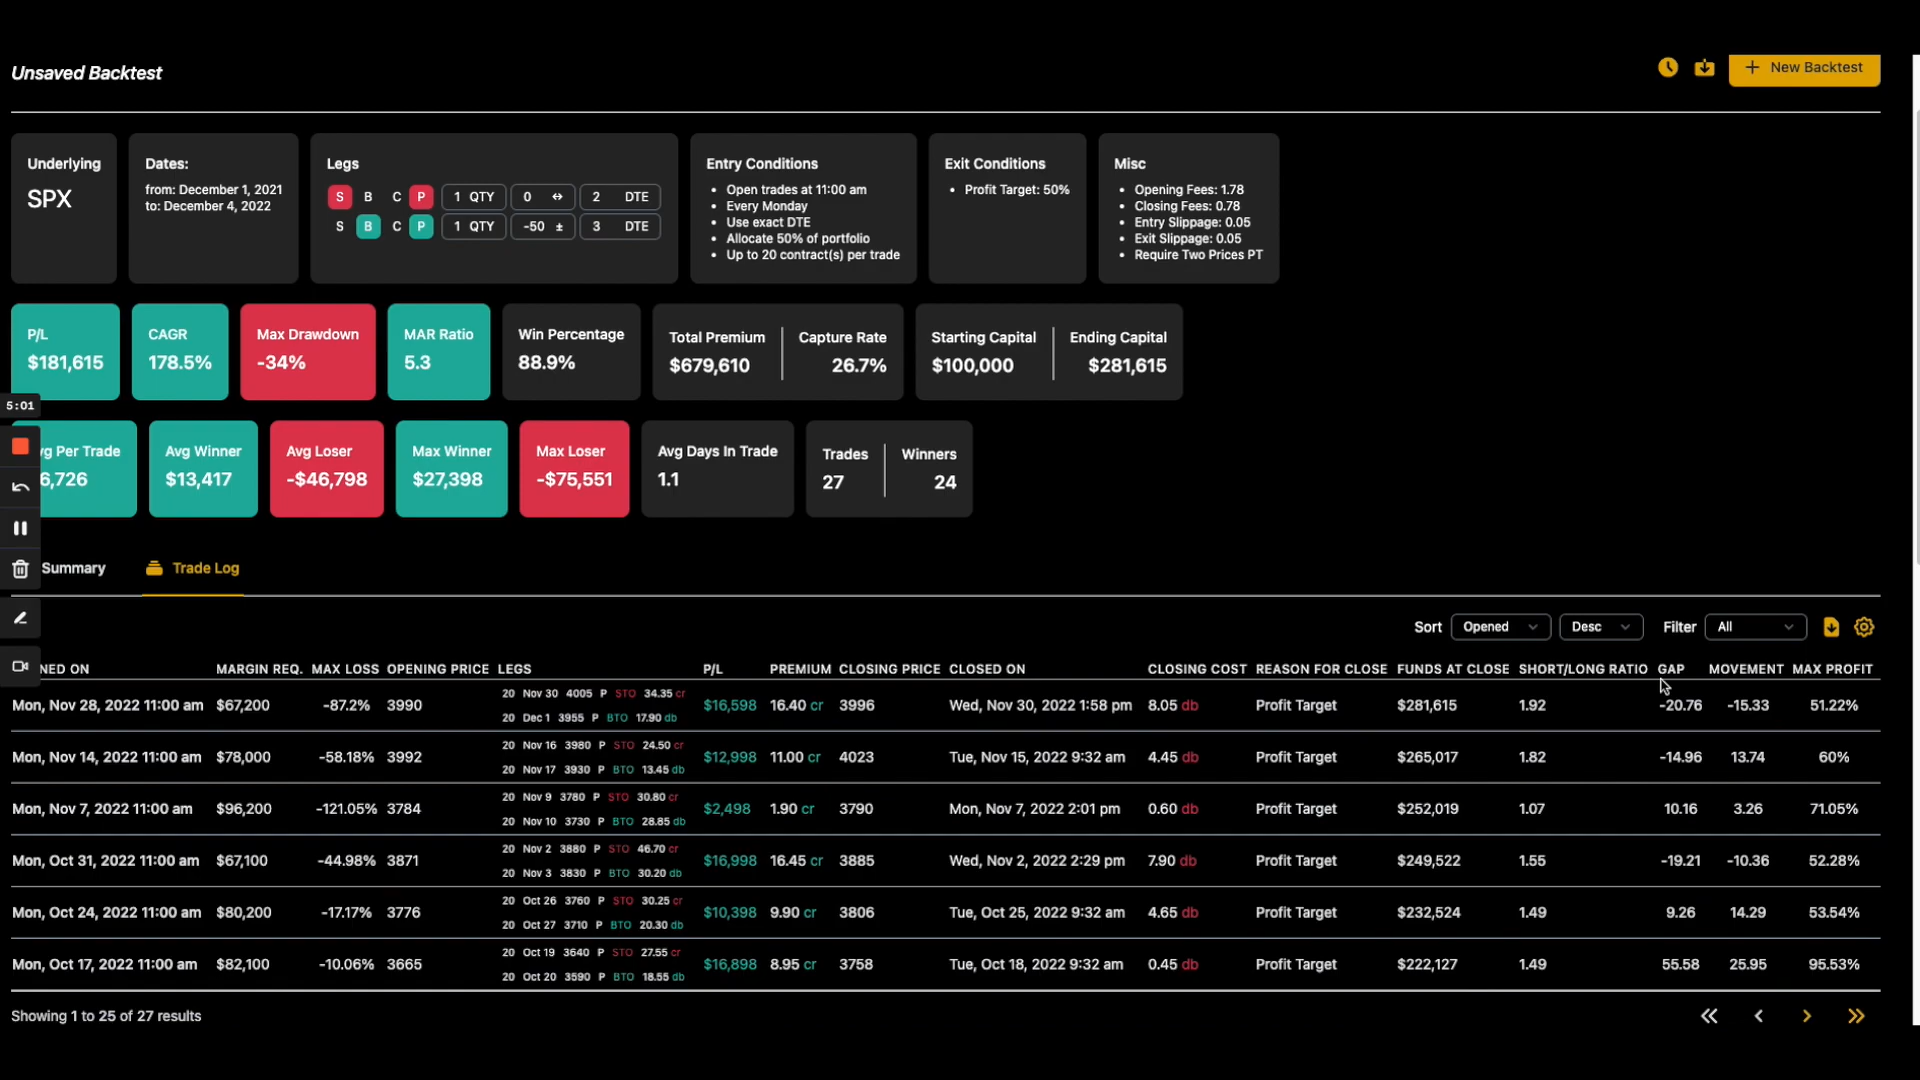 Unsaved Backtest
New Backtest
Underlying
SPX
Dates:
from: December 1, 2021
to: December 4, 2022
Legs
S B C P 1 QTY 0 ↔ 2 DTE
S B C P 1 QTY -50 ± 3 DTE
Entry Conditions
• Open trades at 11:00 am
• Every Monday
• Use exact DTE
• Allocate 50% of portfolio
• Up to 20 contract(s) per trade
Exit Conditions
• Profit Target: 50%
Misc
• Opening Fees: 1.78
• Closing Fees: 0.78
• Entry Slippage: 0.05
• Exit Slippage: 0.05
• Require Two Prices PT
P/L
$181,615
CAGR
178.5%
Max Drawdown
-34%
MAR Ratio
5.3
Win Percentage
88.9%
Total Premium
$679,610
Capture Rate
26.7%
Starting Capital
$100,000
Ending Capital
$281,615
5:01
vg Per Trade
6,726
Avg Winner
$13,417
Avg Loser
-$46,798
Max Winner
$27,398
Max Loser
-$75,551
Avg Days In Trade
1.1
Trades
27
Winners
24
Summary
Trade Log
Sort Opened Desc Filter All
NED ON MARGIN REQ. MAX LOSS OPENING PRICE LEGS P/L PREMIUM CLOSING PRICE CLOSED ON CLOSING COST REASON FOR CLOSE FUNDS AT CLOSE SHORT/LONG RATIO GAP MOVEMENT MAX PROFIT
20 Nov 30 4005 P STO 34.35 cr
Mon, Nov 28, 2022 11:00 am $67,200 -87.2% 3990 $16,598 16.40 cr 3996 Wed, Nov 30, 2022 1:58 pm 8.05 db Profit Target $281,615 1.92 -20.76 -15.33 51.22%
20 Dec 1 3955 P BTO 17.90 db
20 Nov 16 3980 P STO 24.50 cr
Mon, Nov 14, 2022 11:00 am $78,000 -58.18% 3992 $12,998 11.00 cr 4023 Tue, Nov 15, 2022 9:32 am 4.45 db Profit Target $265,017 1.82 -14.96 13.74 60%
20 Nov 17 3930 P BTO 13.45 db
20 Nov 9 3780 P STO 30.80 cr
Mon, Nov 7, 2022 11:00 am $96,200 -121.05% 3784 $2,498 1.90 cr 3790 Mon, Nov 7, 2022 2:01 pm 0.60 db Profit Target $252,019 1.07 10.16 3.26 71.05%
20 Nov 10 3730 P BTO 28.85 db
20 Nov 2 3880 P STO 46.70 cr
Mon, Oct 31, 2022 11:00 am $67,100 -44.98% 3871 $16,998 16.45 cr 3885 Wed, Nov 2, 2022 2:29 pm 7.90 db Profit Target $249,522 1.55 -19.21 -10.36 52.28%
20 Nov 3 3830 P BTO 30.20 db
20 Oct 26 3760 P STO 30.25 cr
Mon, Oct 24, 2022 11:00 am $80,200 -17.17% 3776 $10,398 9.90 cr 3806 Tue, Oct 25, 2022 9:32 am 4.65 db Profit Target $232,524 1.49 9.26 14.29 53.54%
20 Oct 27 3710 P BTO 20.30 db
20 Oct 19 3640 P STO 27.55 cr
Mon, Oct 17, 2022 11:00 am $82,100 -10.06% 3665 $16,898 8.95 cr 3758 Tue, Oct 18, 2022 9:32 am 0.45 db Profit Target $222,127 1.49 55.58 25.95 95.53%
20 Oct 20 3590 P BTO 18.55 db
Showing 1 to 25 of 27 results